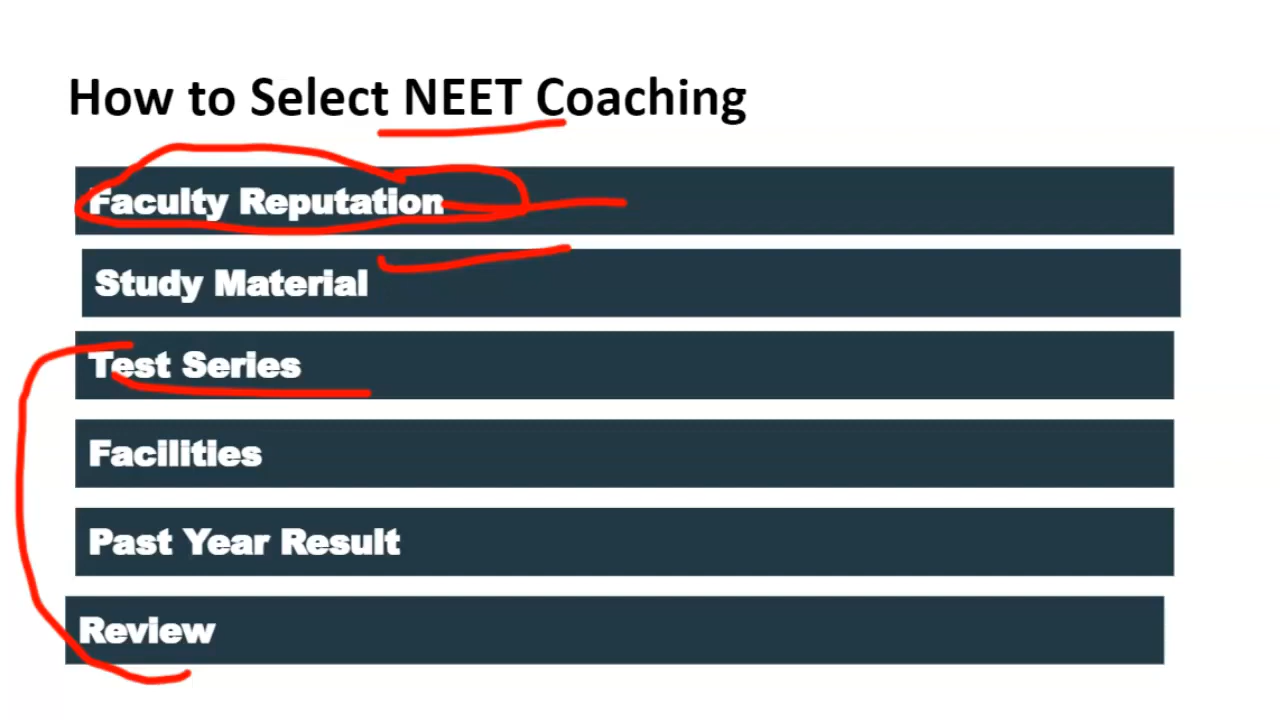 How to Select NEET Coaching
Faculty Reputation
Study Material
Test Series
Facilities
Past Year Result
Review